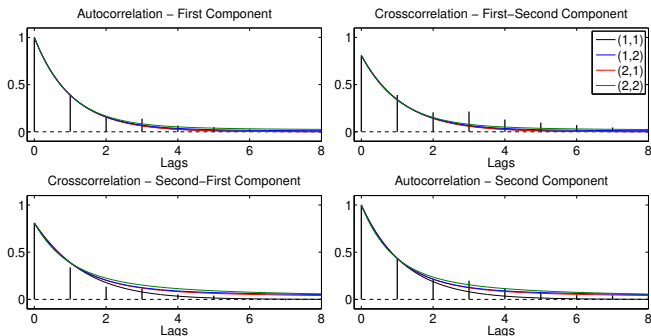 Autocorrelation − First Component
1
0.5
0
0 2 4 6 8
Lags
Crosscorrelation − First−Second Component
1
0.5
0
0 2 4 6 8
Lags
(1,1)
(1,2)
(2,1)
(2,2)
Crosscorrelation − Second−First Component
1
0.5
0
0 2 4 6 8
Lags
Autocorrelation − Second Component
1
0.5
0
0 2 4 6 8
Lags